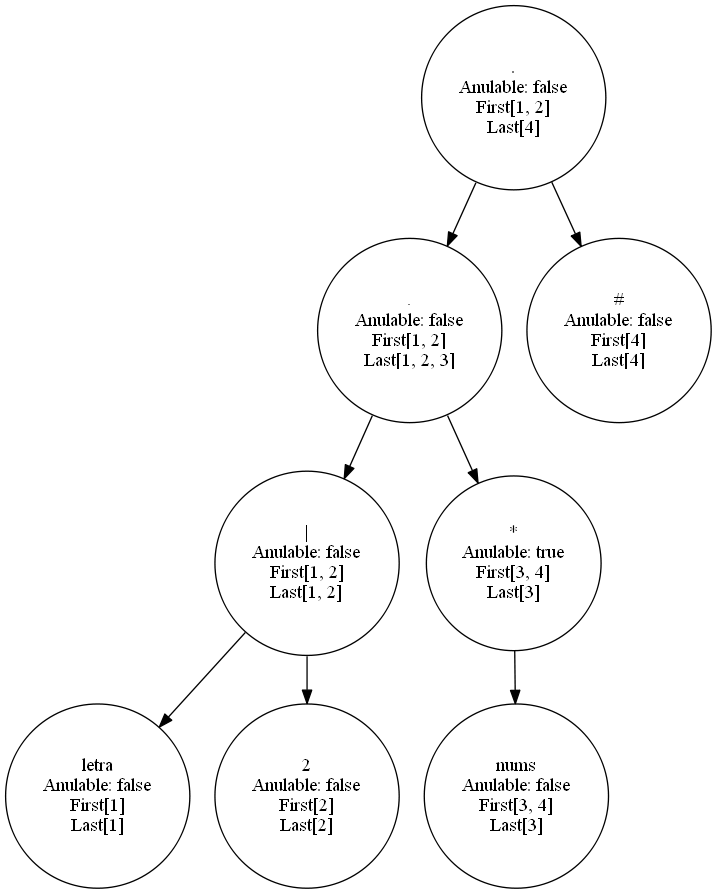 .
Anulable: false
First[1, 2]
Last[4]
.
Anulable: false
First[1, 2]
Last[1, 2, 3]
#
Anulable: false
First[4]
Last[4]
|
Anulable: false
First[1, 2]
Last[1, 2]
*
Anulable: true
First[3, 4]
Last[3]
letra
Anulable: false
First[1]
Last[1]
2
Anulable: false
First[2]
Last[2]
nums
Anulable: false
First[3, 4]
Last[3]